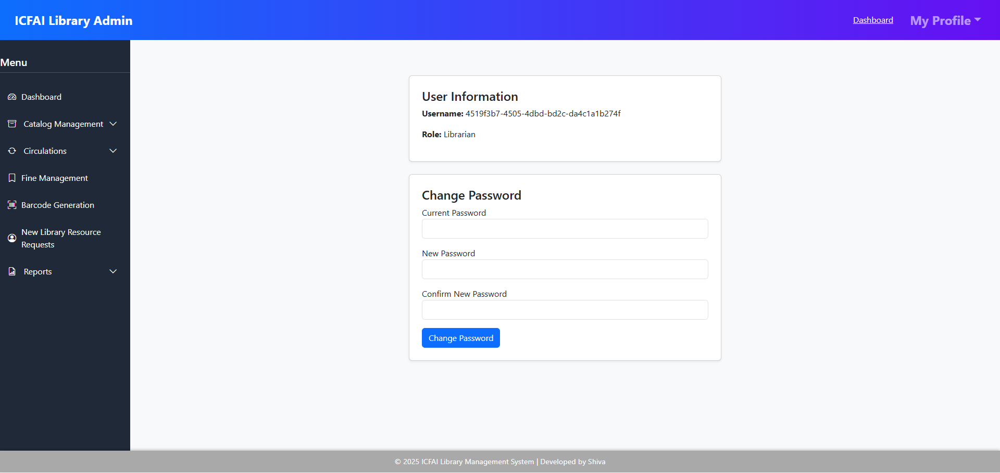 ICFAI Library Admin
Dashboard
My Profile
Menu
Dashboard
Catalog Management
Circulations
Fine Management
Barcode Generation
New Library Resource
Requests
Reports
User Information
Username: 4519f3b7-4505-4dbd-bd2c-da4c1a1b274f
Role: Librarian
Change Password
Current Password
New Password
Confirm New Password
Change Password
© 2025 ICFAI Library Management System | Developed by Shiva